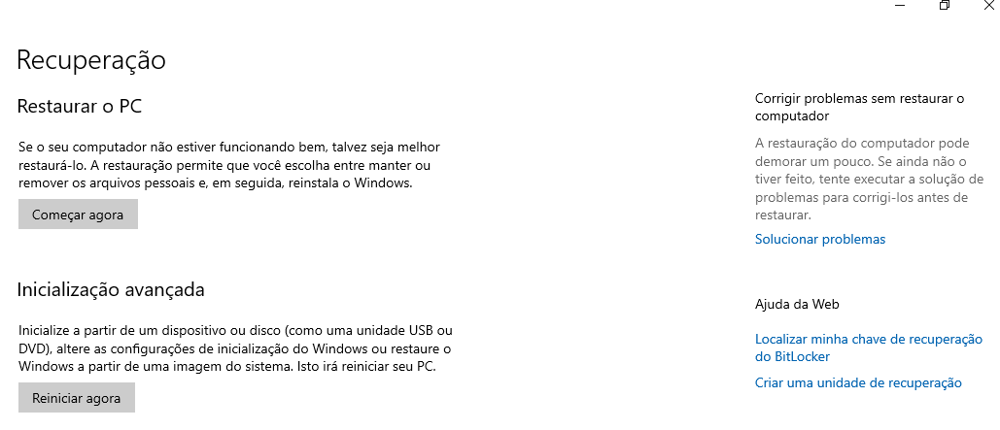 Recuperação
Restaurar o PC
Se o seu computador não estiver funcionando bem, talvez seja melhor
restaurá-lo. A restauração permite que você escolha entre manter ou
remover os arquivos pessoais e, em seguida, reinstala o Windows.
Começar agora
Inicialização avançada
Inicialize a partir de um dispositivo ou disco (como uma unidade USB ou
DVD), altere as configurações de inicialização do Windows ou restaure o
Windows a partir de uma imagem do sistema. Isto irá reiniciar seu PC.
Reiniciar agora
Corrigir problemas sem restaurar o
computador
A restauração do computador pode
demorar um pouco. Se ainda não o
tiver feito, tente executar a solução de
problemas para corrigi-los antes de
restaurar.
Solucionar problemas
Ajuda da Web
Localizar minha chave de recuperação
do BitLocker
Criar uma unidade de recuperação